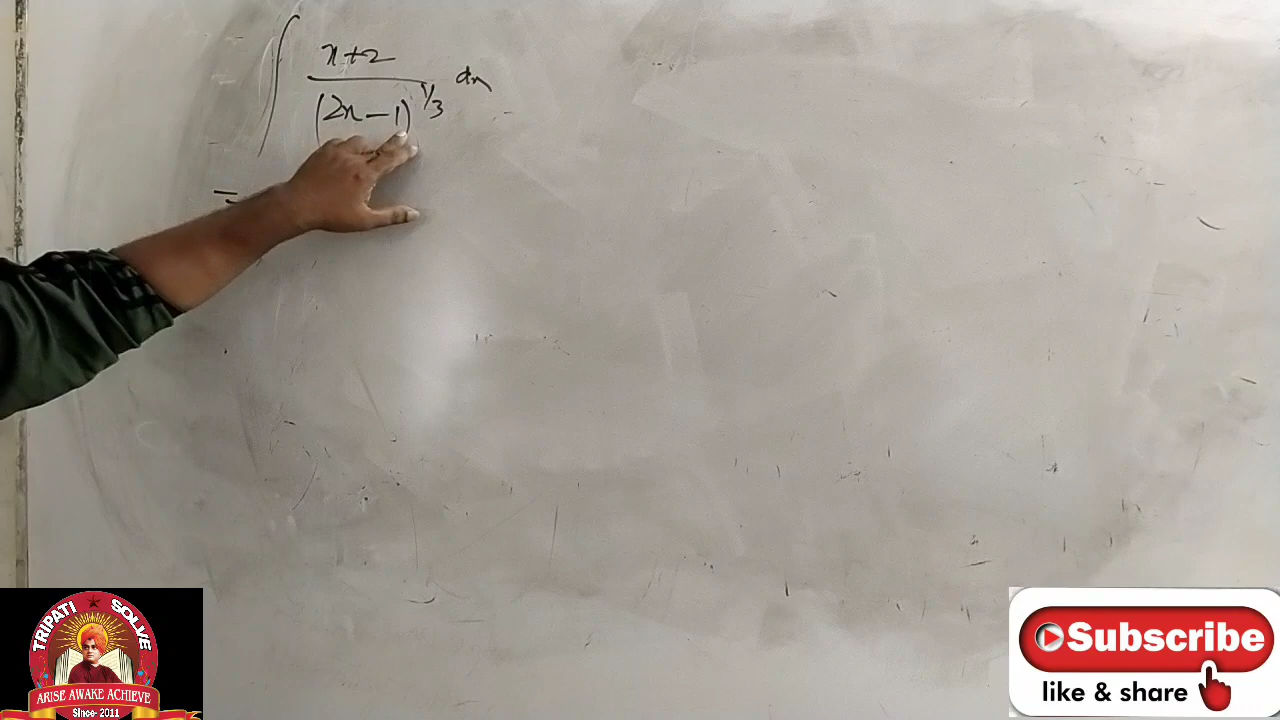 ∫ x+2 / (2x-1)^1/3 dx
=
TRIPATI ★ SOLVE
ARISE AWAKE ACHIEVE
Since- 2011
Subscribe
like & share